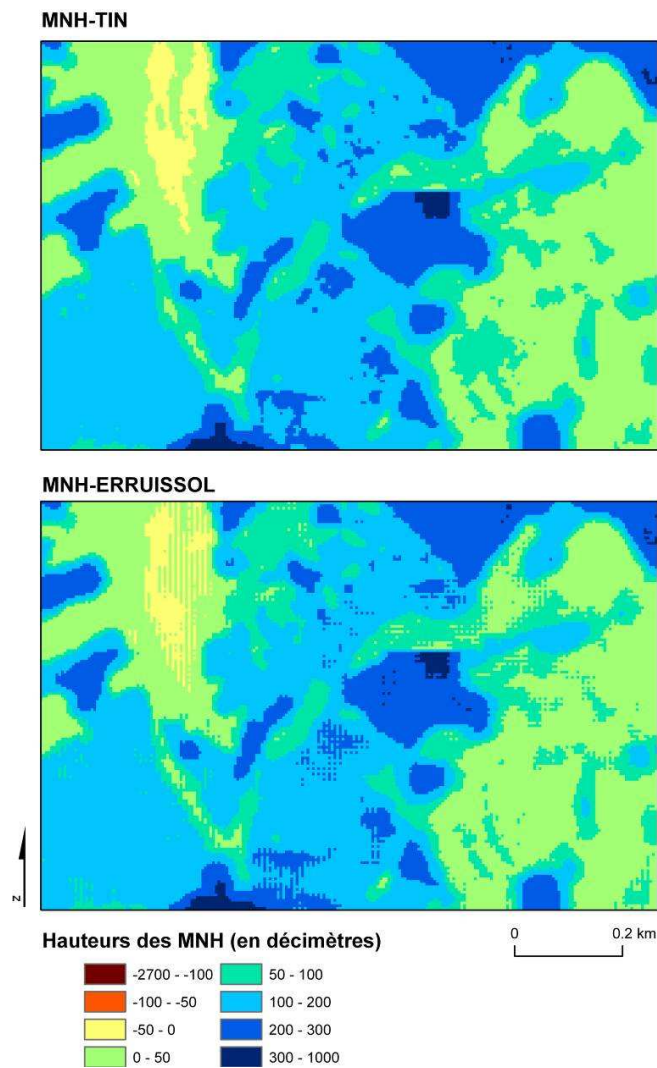 MNH-TIN
MNH-ERRUISSOL
N
Hauteurs des MNH (en décimètres)
0 0.2 km
-2700 - -100
-100 - -50
-50 - 0
0 - 50
50 - 100
100 - 200
200 - 300
300 - 1000